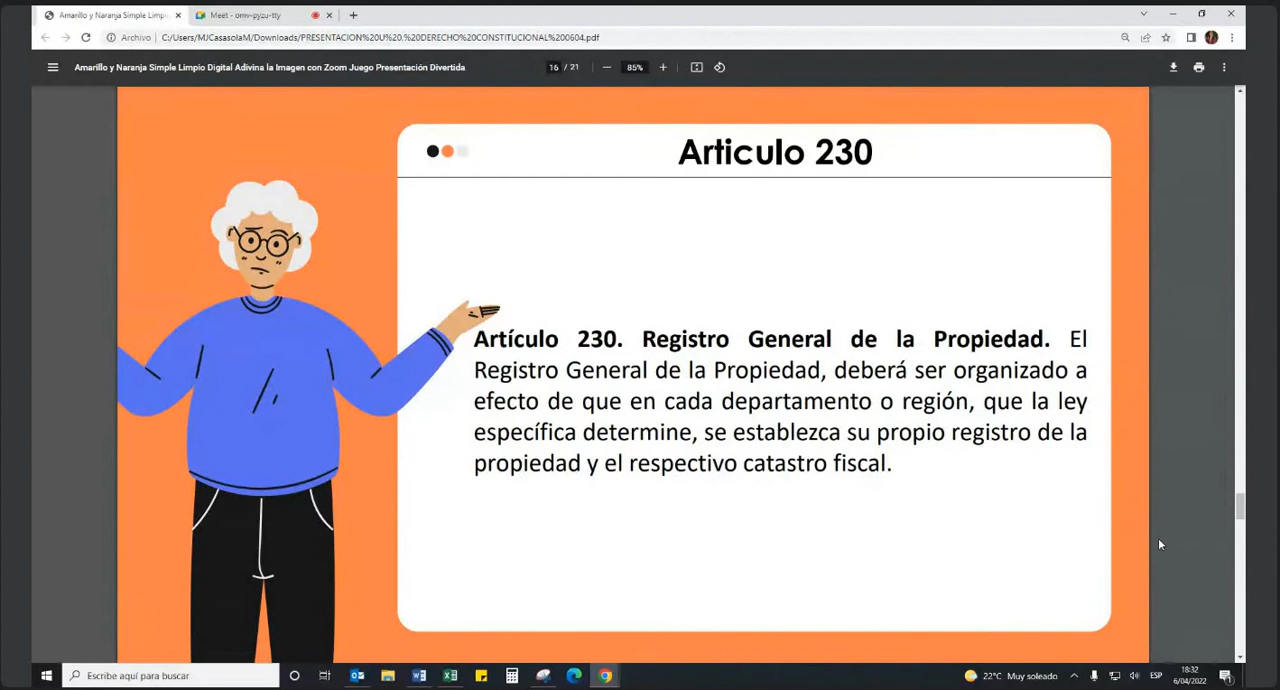 Amarillo y Naranja Simple Limp
Meet - omv-pyzu-tty
Archivo
C:/Users/MJCasasolaM/Downloads/PRESENTACION%20U%20.%20DERECHO%20CONSTITUCIONAL%20604.pdf
Amarillo y Naranja Simple Limpio Digital Adivina la Imagen con Zoom Juego Presentación Divertida
16 / 21
85%
Articulo 230
Artículo 230. Registro General de la Propiedad. El
Registro General de la Propiedad, deberá ser organizado a
efecto de que en cada departamento o región, que la ley
específica determine, se establezca su propio registro de la
propiedad y el respectivo catastro fiscal.
Escribe aquí para buscar
22°C Muy soleado
ESP
18:32
6/04/2022